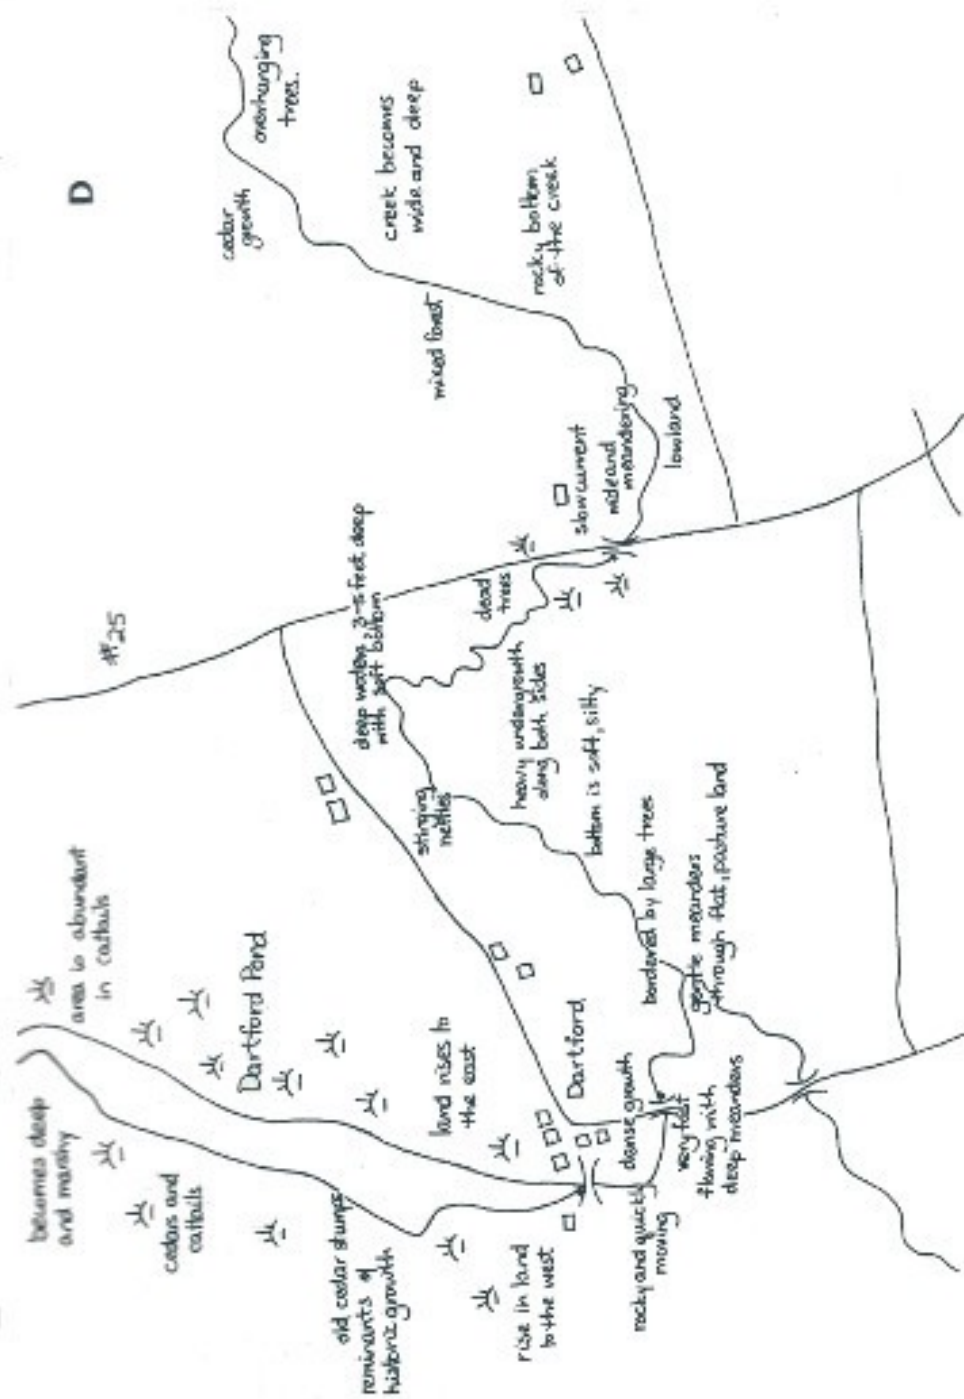 D
overhanging
trees.
cedar
growth
creek becomes
wide and deep
rocky bottom
of the creek
mixed forest
slow current
wide and
meandering
lowland
#25
deep water, 3-5 feet deep
with soft bottom
dead
trees
heavy undergrowth
along both sides
bottom is soft, silty
stinging
nettles
bordered by large trees
gentle meanders
through flat, pasture land
area is abundant
in cattails
Dartford Pond
land rises to
the east
Dartford
dense growth
very fast
flowing with
deep meanders
becomes deep
and marshy
cedars and
cattails
old cedar stumps
reminants of
historic growth
rise in land
to the west
rocky and quick
moving